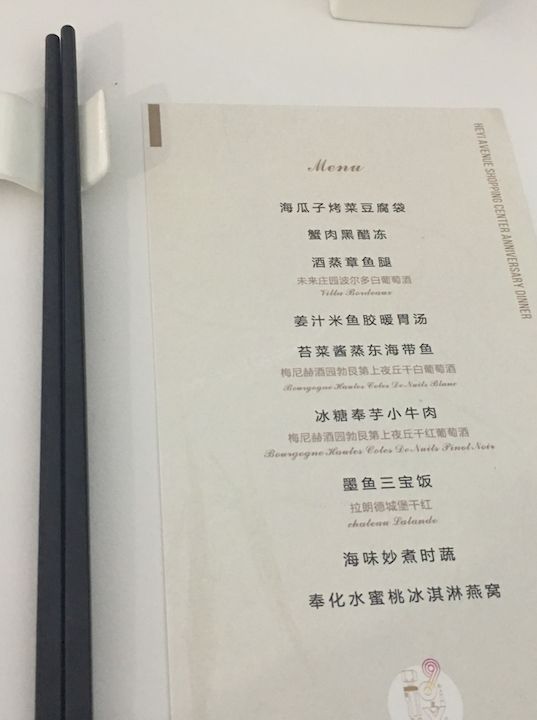 Menu
海瓜子烤菜豆腐袋
蟹肉黑醋冻
酒蒸章鱼腿
未来庄园波尔多白葡萄酒
Villa Bordeaux
姜汁米鱼胶暖胃汤
苔菜酱蒸东海带鱼
梅尼赫酒园勃艮第上夜丘干白葡萄酒
Bourgogne Hautes Cotes De Nuits Blanc
冰糖奉芋小牛肉
梅尼赫酒园勃艮第上夜丘干红葡萄酒
Bourgogne Hautes Cotes De Nuits Pinot Noir
墨鱼三宝饭
拉朗德城堡干红
chateau Lalande
海味妙煮时蔬
奉化水蜜桃冰淇淋燕窝
HEYI AVENUE SHOPPING CENTER ANNIVERSARY DINNER